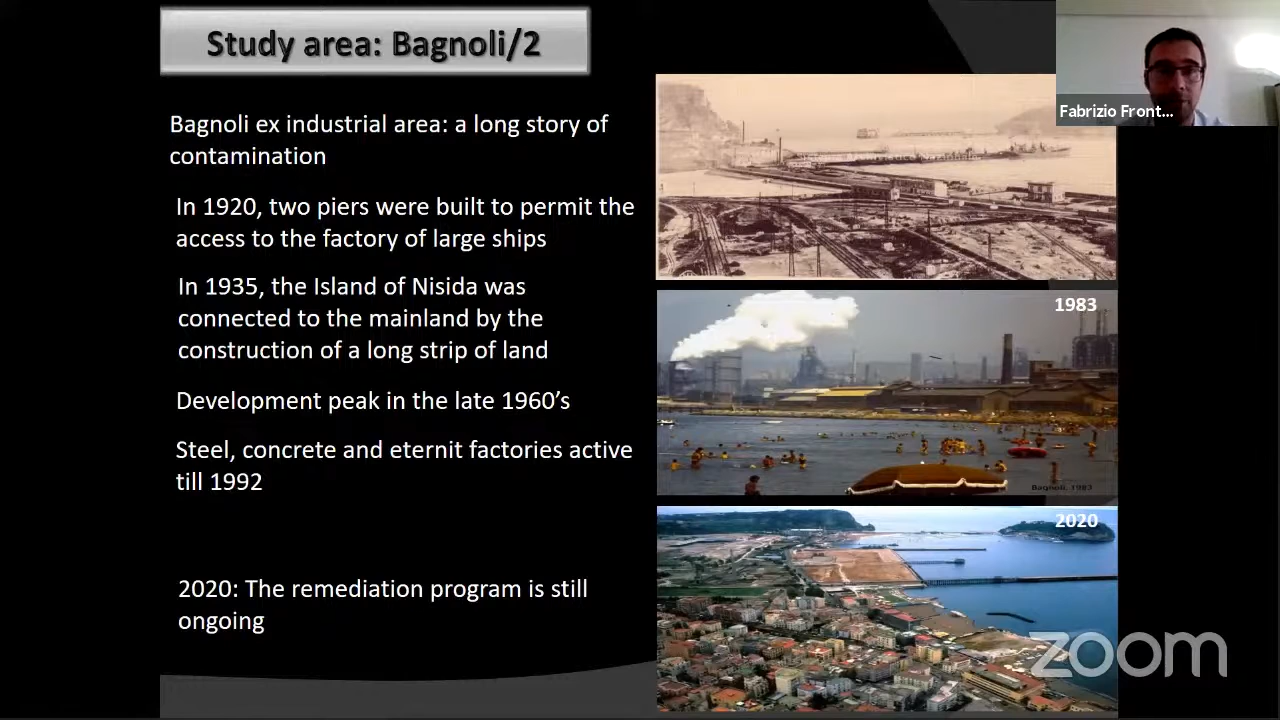 Study area: Bagnoli/2
Fabrizio Front...
Bagnoli ex industrial area: a long story of
contamination
In 1920, two piers were built to permit the
access to the factory of large ships
In 1935, the Island of Nisida was
connected to the mainland by the
construction of a long strip of land
Development peak in the late 1960’s
Steel, concrete and eternit factories active
till 1992
2020: The remediation program is still
ongoing
1983
Bagnoli, 1983
2020
zoom